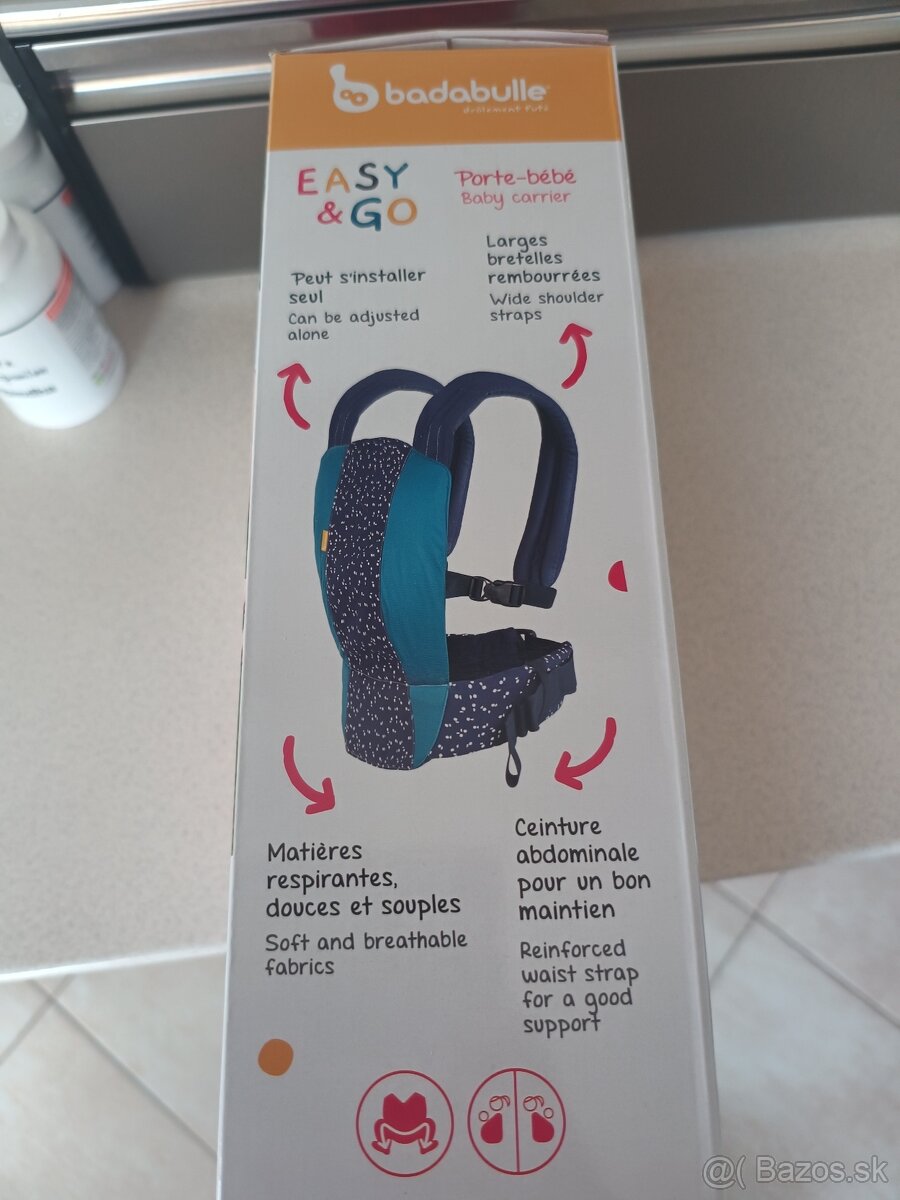 badabulle
drôlement futé
EASY
& GO
Porte-bébé
Baby carrier
Peut s'installer
seul
Can be adjusted
alone
Larges
bretelles
rembourrées
Wide shoulder
straps
Matières
respirantes,
douces et souples
Soft and breathable
fabrics
Ceinture
abdominale
pour un bon
maintien
Reinforced
waist strap
for a good
support
@( Bazos.sk